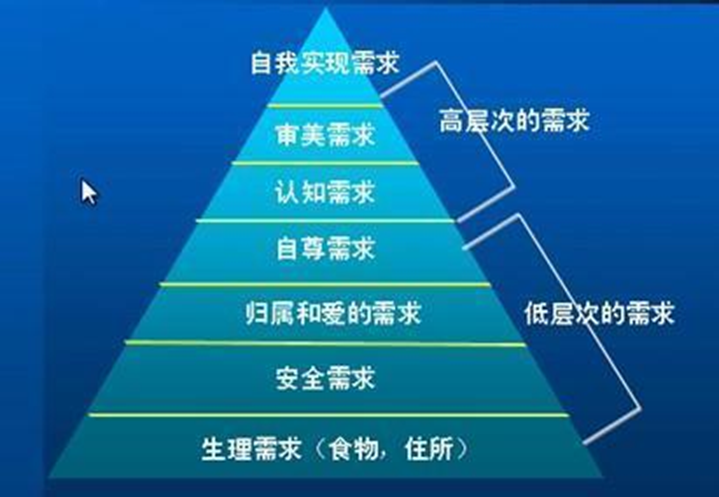 自我实现需求
高层次的需求
审美需求
认知需求
自尊需求
归属和爱的需求
低层次的需求
安全需求
生理需求（食物，住所）